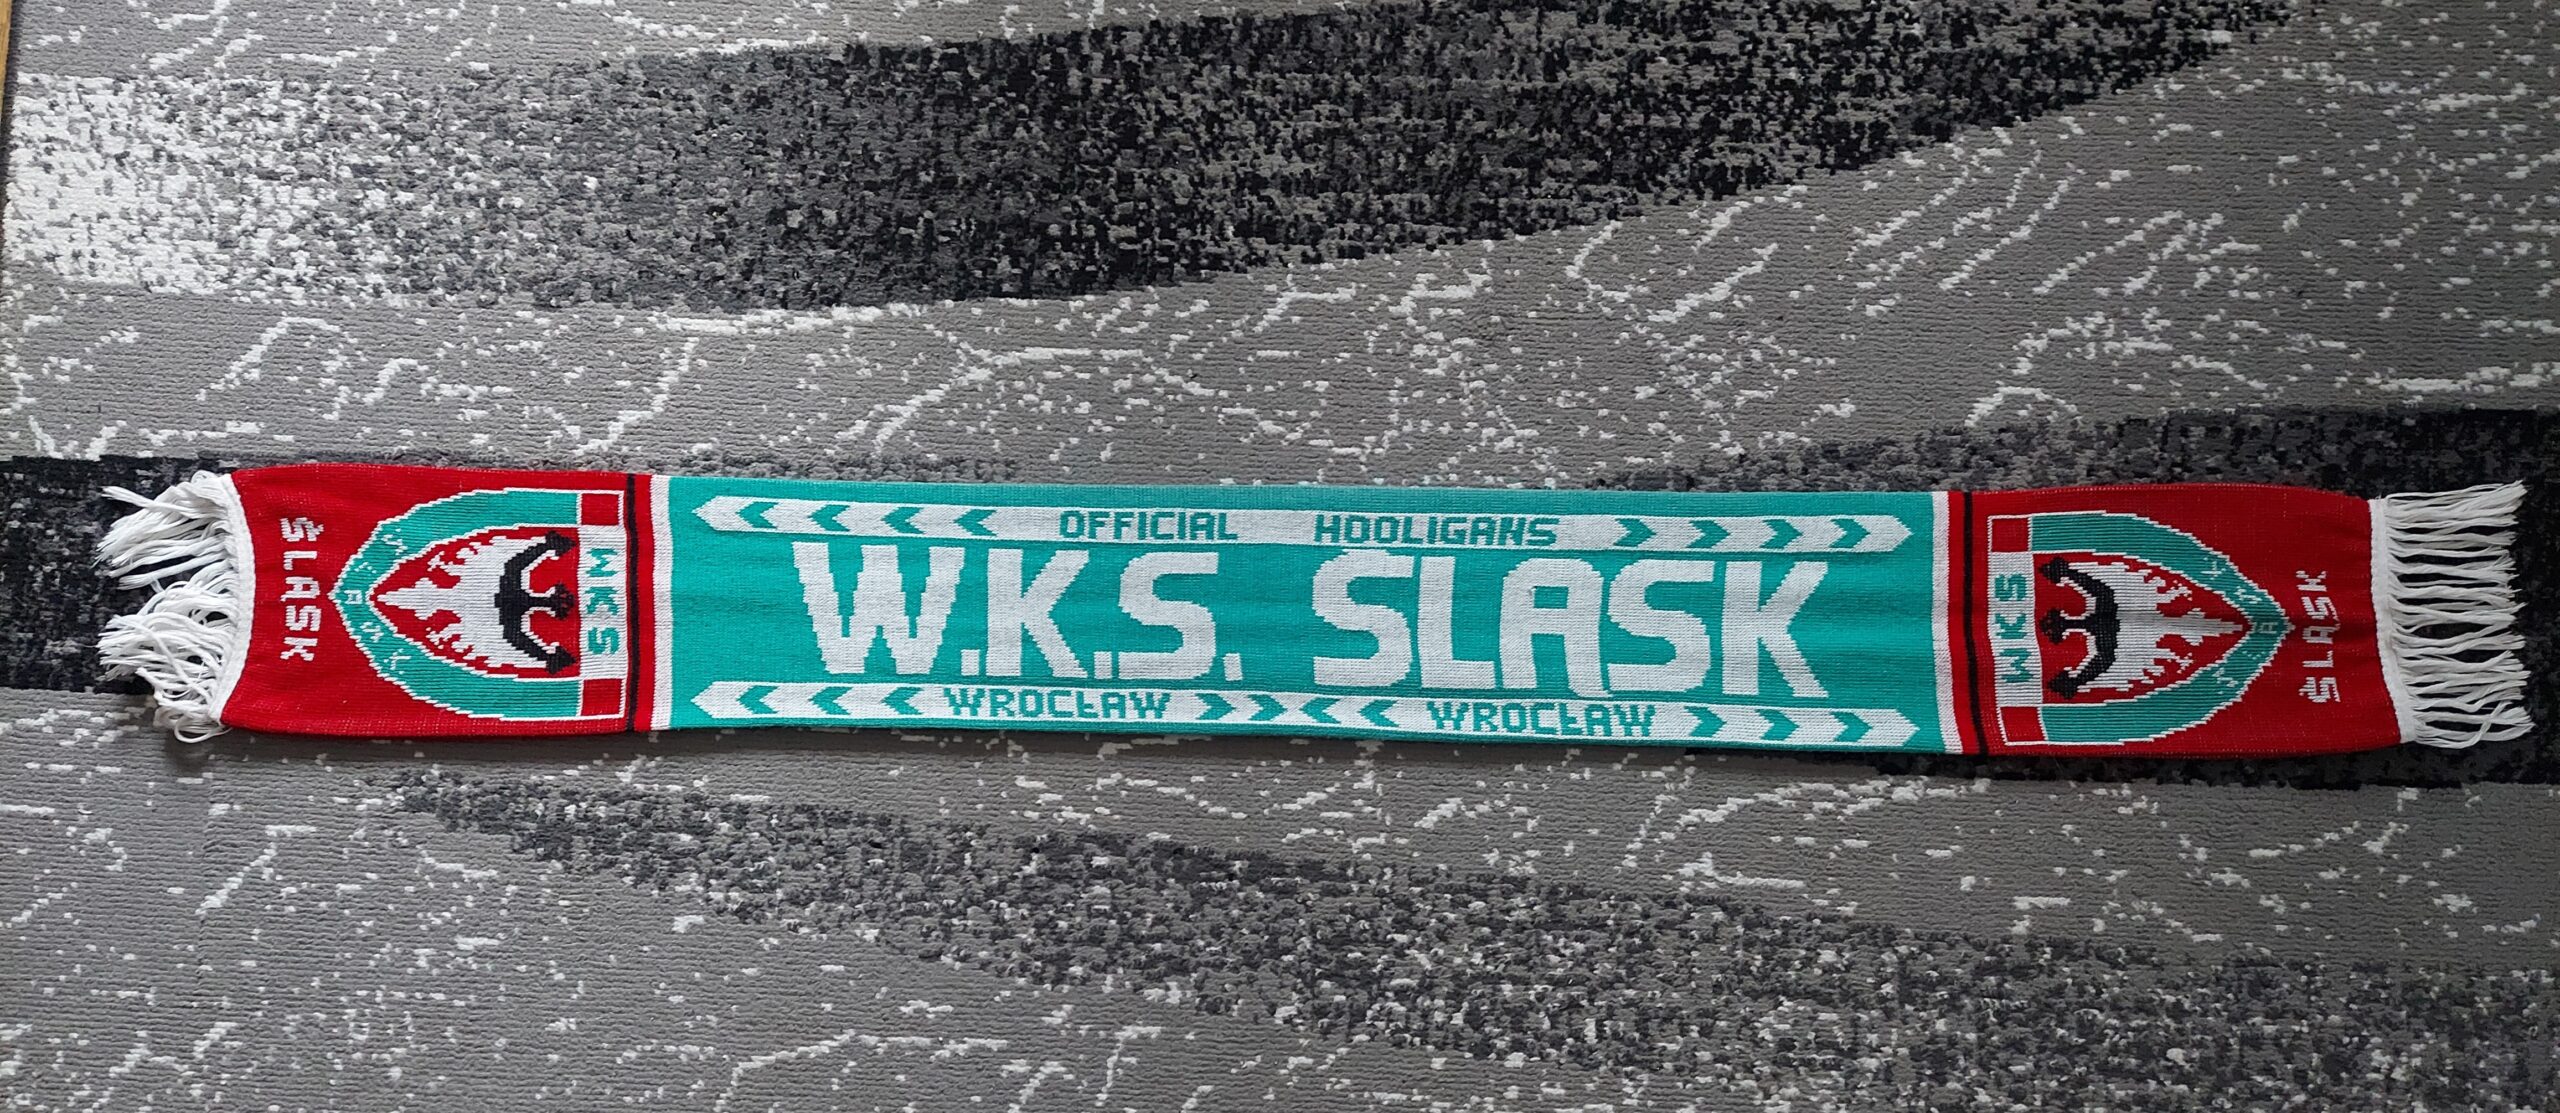 OFFICIAL HOOLIGANS
W.K.S. SLASK
WROCŁAW WROCŁAW
ŚLASK
WKS
WKS
ŚLASK